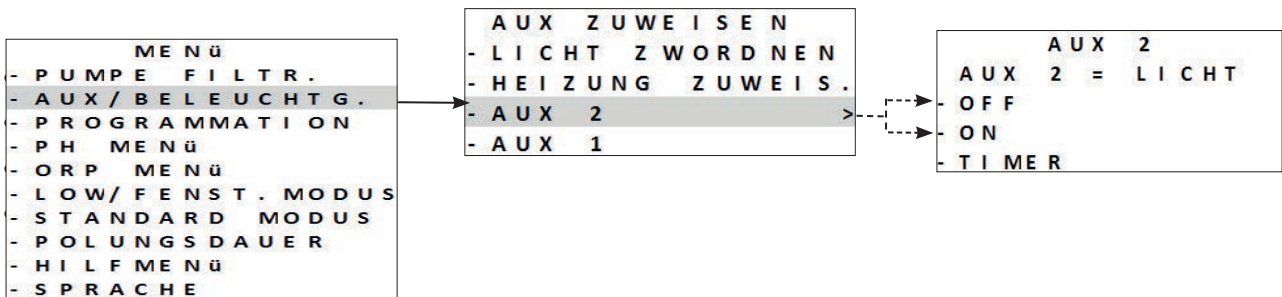 MENü
- PUMPE FILTR.
- AUX/BELEUCHTG.
- PROGRAMMATION
- PH MENü
- ORP MENü
- LOW/FENST.MODUS
- STANDARD MODUS
- POLUNGSDAUER
- HILFMENü
- SPRACHE
AUX ZUWEISEN
- LICHT ZWORDNEN
- HEIZUNG ZUWEIS.
- AUX 2 >
- AUX 1
AUX 2
AUX 2 = LICHT
- OFF
- ON
- TIMER